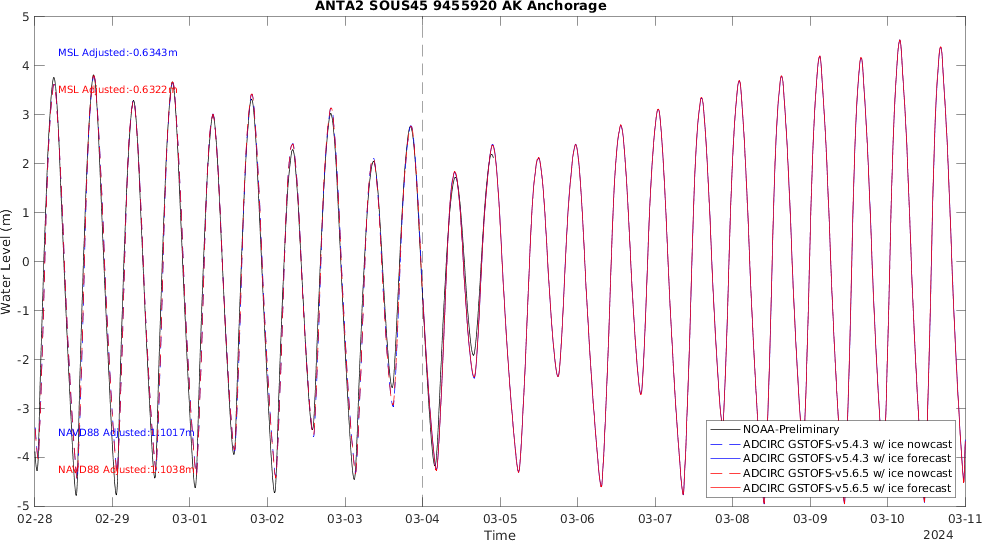 ANTA2 SOUS45 9455920 AK Anchorage
5
4
3
2
1
0
-1
-2
-3
-4
-5
Water Level (m)
MSL Adjusted:-0.6343m
MSL Adjusted:-0.6322m
NAVD88 Adjusted:1.1017m
NAVD88 Adjusted:1.1038m
NOAA-Preliminary
ADCIRC GSTOFS-v5.4.3 w/ ice nowcast
ADCIRC GSTOFS-v5.4.3 w/ ice forecast
ADCIRC GSTOFS-v5.6.5 w/ ice nowcast
ADCIRC GSTOFS-v5.6.5 w/ ice forecast
02-28 02-29 03-01 03-02 03-03 03-04 03-05 03-06 03-07 03-08 03-09 03-10 03-11
Time
2024